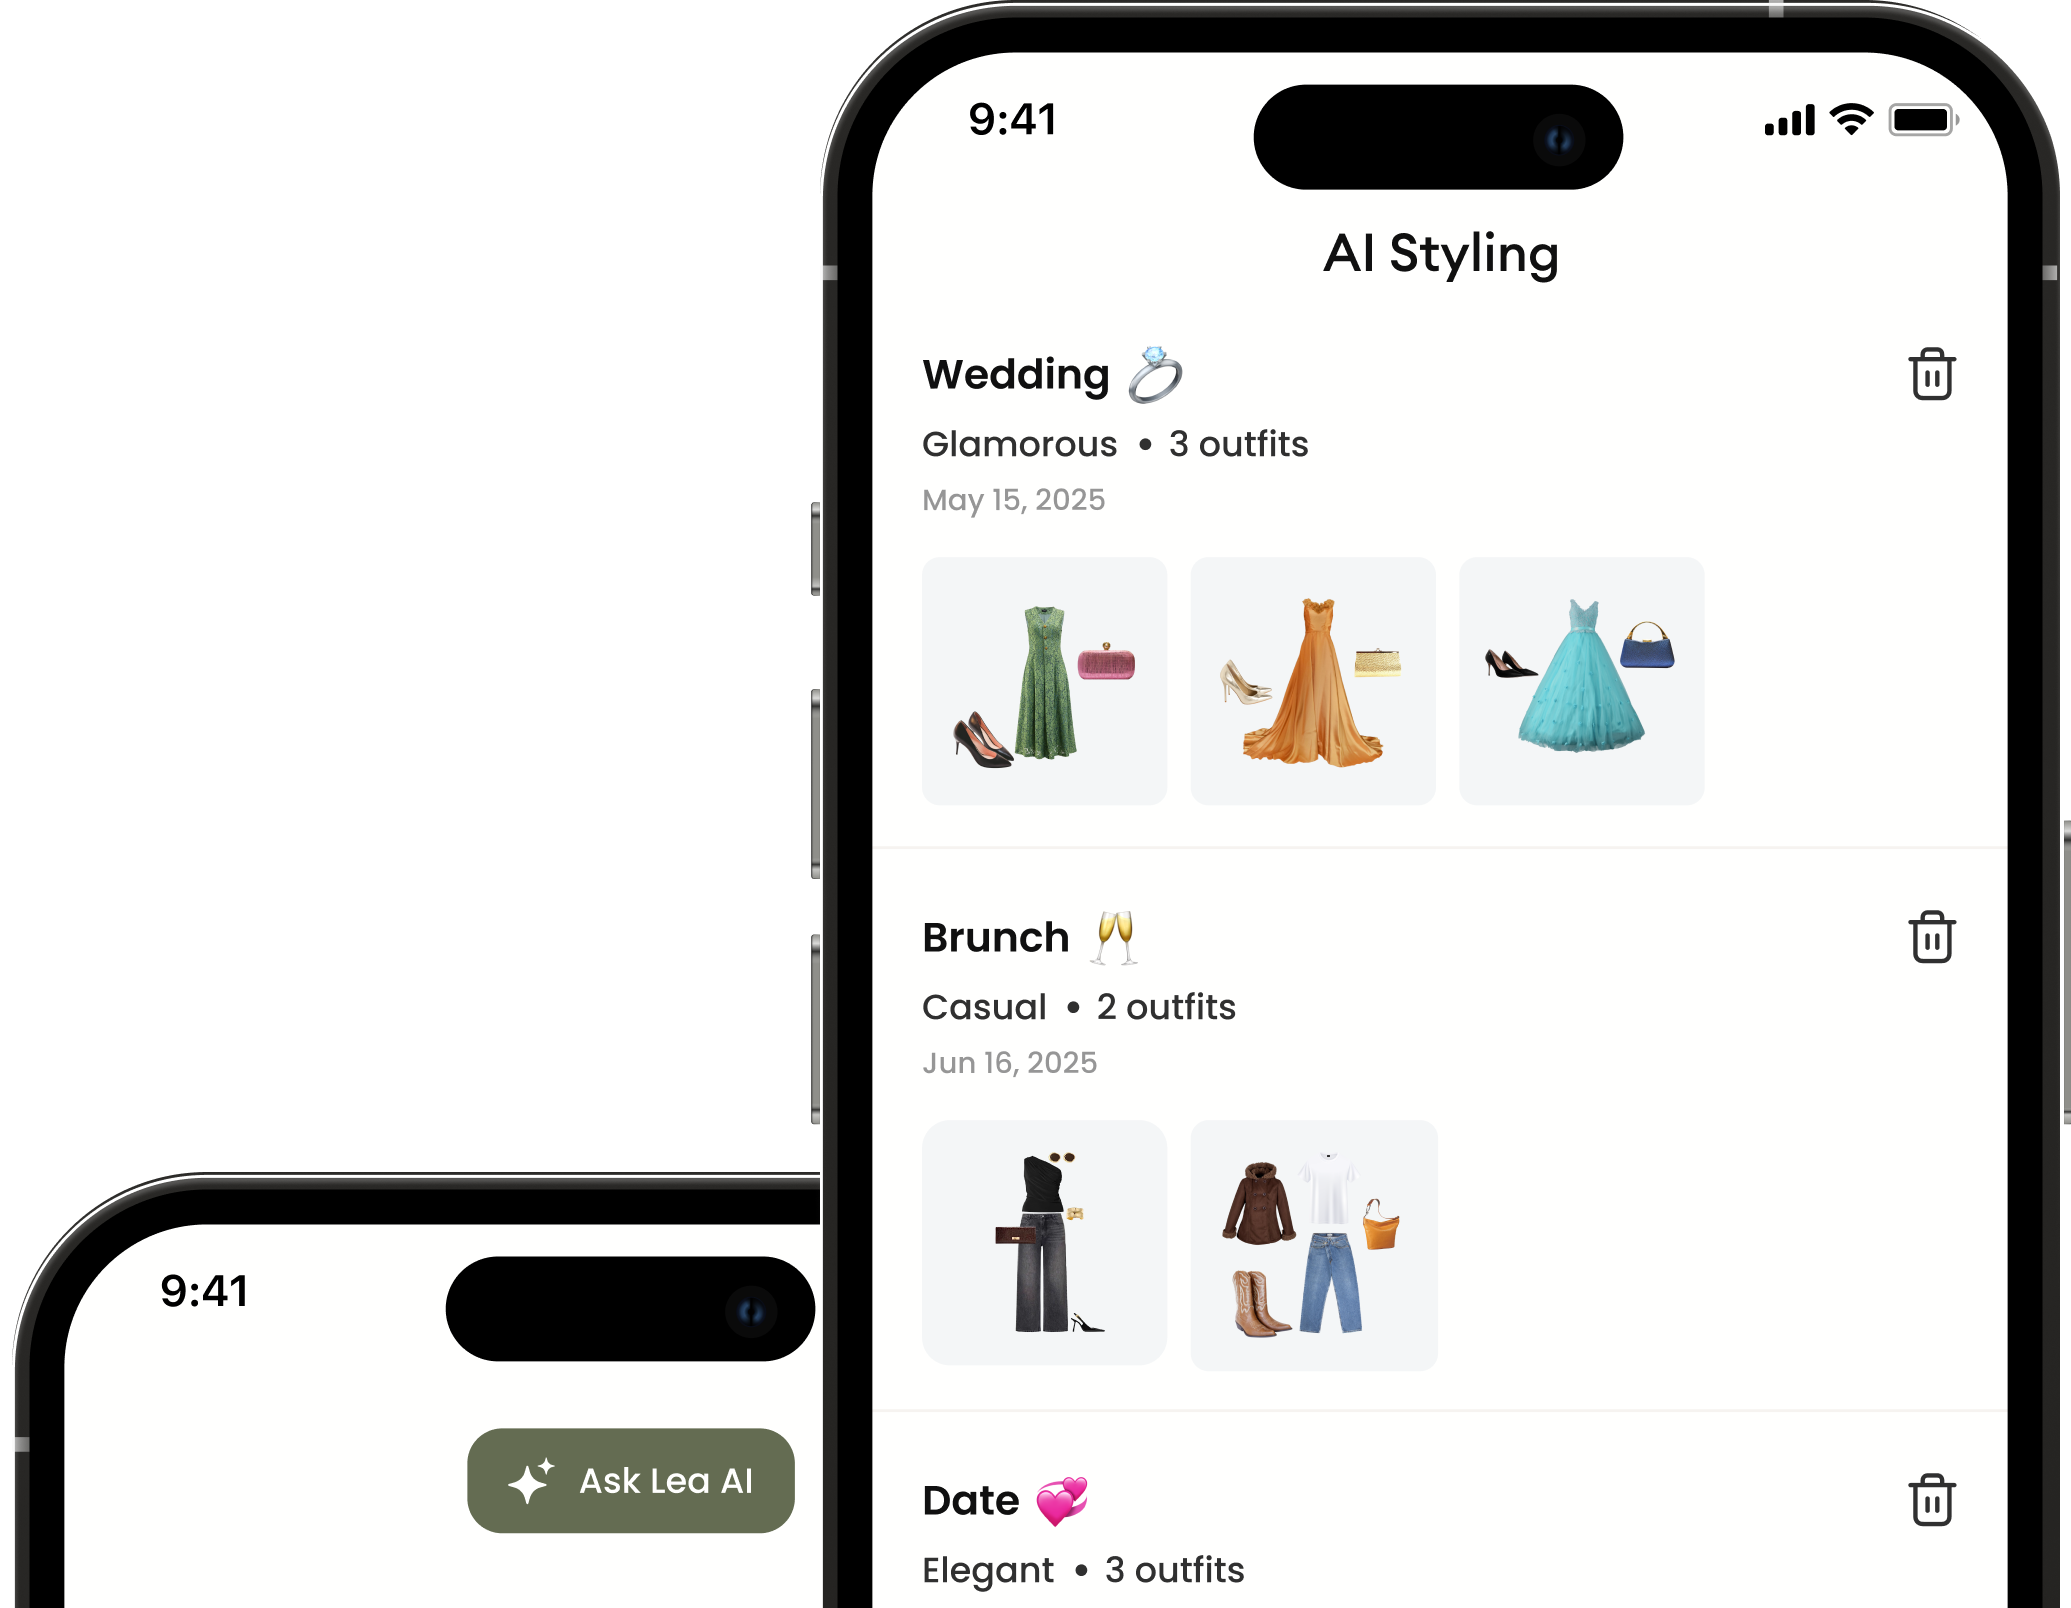 9:41
AI Styling
Wedding 💍
Glamorous • 3 outfits
May 15, 2025
Brunch 🥂
Casual • 2 outfits
Jun 16, 2025
Date 💞
Elegant • 3 outfits
9:41
Ask Lea AI